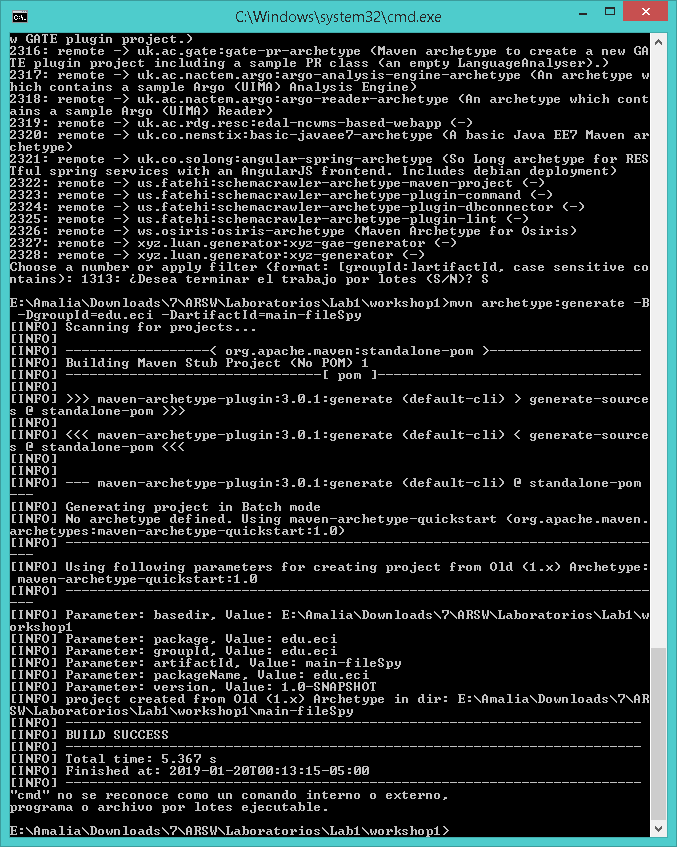 C:\Windows\system32\cmd.exe
w GATE plugin project.)
2316: remote -> uk.ac.gate:gate-pr-archetype (Maven archetype to create a new GA
TE plugin project including a sample PR class (an empty LanguageAnalyser).)
2317: remote -> uk.ac.nactem.argo:argo-analysis-engine-archetype (An archetype w
hich contains a sample Argo (UIMA) Analysis Engine)
2318: remote -> uk.ac.nactem.argo:argo-reader-archetype (An archetype which cont
ains a sample Argo (UIMA) Reader)
2319: remote -> uk.ac.rdg.resc:edal-ncwms-based-webapp (-)
2320: remote -> uk.co.nemstix:basic-javaee7-archetype (A basic Java EE7 Maven ar
chetype)
2321: remote -> uk.co.solong:angular-spring-archetype (So Long archetype for RES
Tful spring services with an AngularJS frontend. Includes debian deployment)
2322: remote -> us.fatehi:schemacrawler-archetype-maven-project (-)
2323: remote -> us.fatehi:schemacrawler-archetype-plugin-command (-)
2324: remote -> us.fatehi:schemacrawler-archetype-plugin-dbconnector (-)
2325: remote -> us.fatehi:schemacrawler-archetype-plugin-lint (-)
2326: remote -> ws.osiris:osiris-archetype (Maven Archetype for Osiris)
2327: remote -> xyz.luan.generator:xyz-gae-generator (-)
2328: remote -> xyz.luan.generator:xyz-generator (-)
Choose a number or apply filter (format: [groupId:]artifactId, case sensitive co
ntains): 1313: ¿Desea terminar el trabajo por lotes (S/N)? S
E:\Amalia\Downloads\7\ARSW\Laboratorios\Lab1\workshop1>mvn archetype:generate -B
 -DgroupId=edu.eci -DartifactId=main-fileSpy
[INFO] Scanning for projects...
[INFO]
[INFO] -------------------< org.apache.maven:standalone-pom >-------------------
[INFO] Building Maven Stub Project (No POM) 1
[INFO] --------------------------------[ pom ]---------------------------------
[INFO]
[INFO] >>> maven-archetype-plugin:3.0.1:generate (default-cli) > generate-source
s @ standalone-pom >>>
[INFO]
[INFO] <<< maven-archetype-plugin:3.0.1:generate (default-cli) < generate-source
s @ standalone-pom <<<
[INFO]
[INFO]
[INFO] --- maven-archetype-plugin:3.0.1:generate (default-cli) @ standalone-pom
---
[INFO] Generating project in Batch mode
[INFO] No archetype defined. Using maven-archetype-quickstart (org.apache.maven.
archetypes:maven-archetype-quickstart:1.0)
[INFO] -------------------------------------------------------------------------
---
[INFO] Using following parameters for creating project from Old (1.x) Archetype:
 maven-archetype-quickstart:1.0
[INFO] -------------------------------------------------------------------------
---
[INFO] Parameter: basedir, Value: E:\Amalia\Downloads\7\ARSW\Laboratorios\Lab1\w
orkshop1
[INFO] Parameter: package, Value: edu.eci
[INFO] Parameter: groupId, Value: edu.eci
[INFO] Parameter: artifactId, Value: main-fileSpy
[INFO] Parameter: packageName, Value: edu.eci
[INFO] Parameter: version, Value: 1.0-SNAPSHOT
[INFO] project created from Old (1.x) Archetype in dir: E:\Amalia\Downloads\7\AR
SW\Laboratorios\Lab1\workshop1\main-fileSpy
[INFO] ------------------------------------------------------------------------
[INFO] BUILD SUCCESS
[INFO] ------------------------------------------------------------------------
[INFO] Total time: 5.367 s
[INFO] Finished at: 2019-01-20T00:13:15-05:00
[INFO] ------------------------------------------------------------------------
"cmd" no se reconoce como un comando interno o externo,
programa o archivo por lotes ejecutable.
E:\Amalia\Downloads\7\ARSW\Laboratorios\Lab1\workshop1>